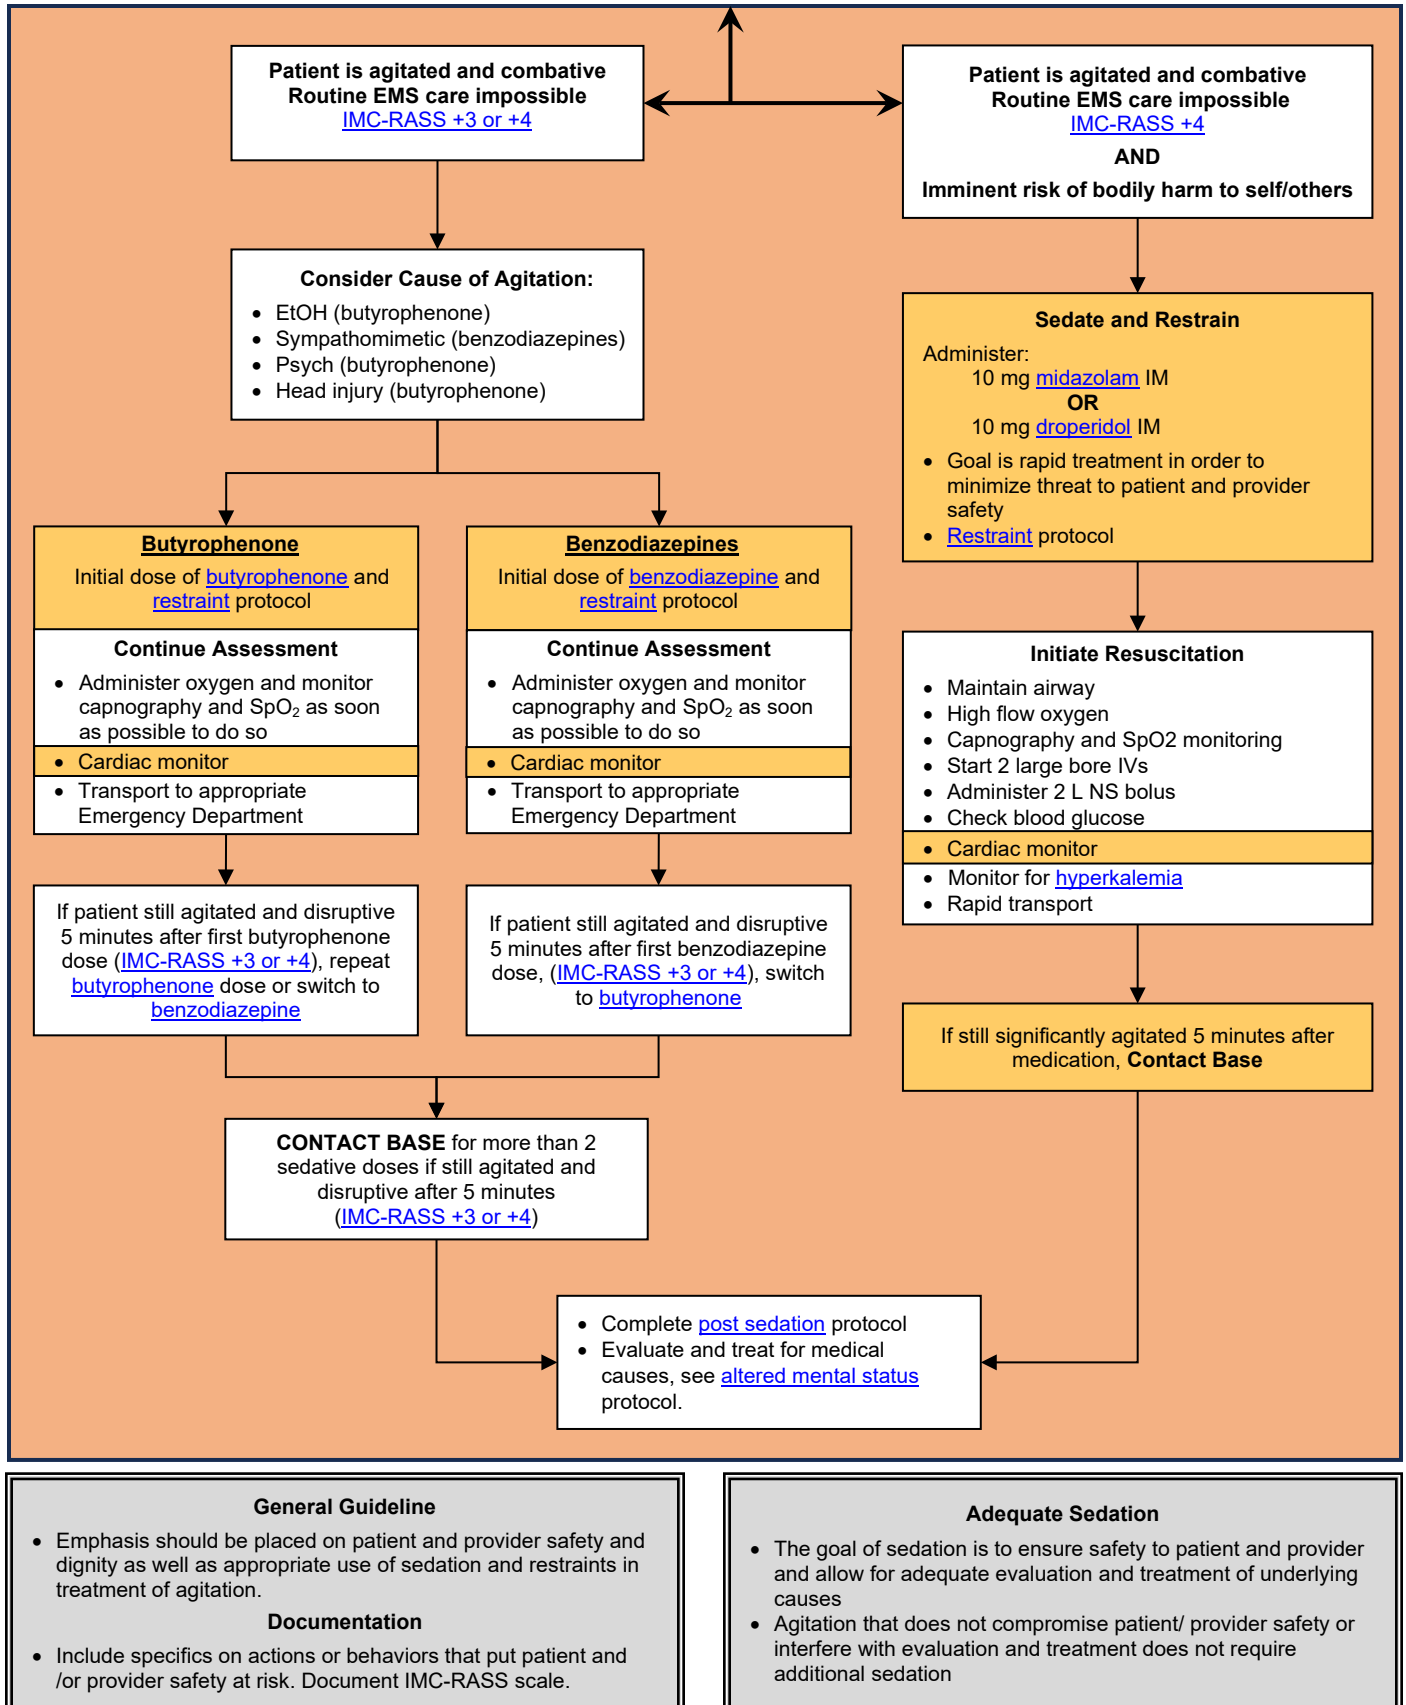 Patient is agitated and combative
Routine EMS care impossible
IMC-RASS +3 or +4
Patient is agitated and combative
Routine EMS care impossible
IMC-RASS +4
AND
Imminent risk of bodily harm to self/others
Consider Cause of Agitation:
• EtOH (butyrophenone)
• Sympathomimetic (benzodiazepines)
• Psych (butyrophenone)
• Head injury (butyrophenone)
Sedate and Restrain
Administer:
10 mg midazolam IM
OR
10 mg droperidol IM
• Goal is rapid treatment in order to
minimize threat to patient and provider
safety
• Restraint protocol
Butyrophenone
Initial dose of butyrophenone and
restraint protocol
Continue Assessment
• Administer oxygen and monitor
capnography and SpO₂ as soon
as possible to do so
• Cardiac monitor
• Transport to appropriate
Emergency Department
Benzodiazepines
Initial dose of benzodiazepine and
restraint protocol
Continue Assessment
• Administer oxygen and monitor
capnography and SpO₂ as soon
as possible to do so
• Cardiac monitor
• Transport to appropriate
Emergency Department
Initiate Resuscitation
• Maintain airway
• High flow oxygen
• Capnography and SpO2 monitoring
• Start 2 large bore IVs
• Administer 2 L NS bolus
• Check blood glucose
• Cardiac monitor
• Monitor for hyperkalemia
• Rapid transport
If patient still agitated and disruptive
5 minutes after first butyrophenone
dose (IMC-RASS +3 or +4), repeat
butyrophenone dose or switch to
benzodiazepine
If patient still agitated and disruptive
5 minutes after first benzodiazepine
dose, (IMC-RASS +3 or +4), switch
to butyrophenone
If still significantly agitated 5 minutes after
medication, Contact Base
CONTACT BASE for more than 2
sedative doses if still agitated and
disruptive after 5 minutes
(IMC-RASS +3 or +4)
• Complete post sedation protocol
• Evaluate and treat for medical
causes, see altered mental status
protocol.
General Guideline
• Emphasis should be placed on patient and provider safety and
dignity as well as appropriate use of sedation and restraints in
treatment of agitation.
Documentation
• Include specifics on actions or behaviors that put patient and
/or provider safety at risk. Document IMC-RASS scale.
Adequate Sedation
• The goal of sedation is to ensure safety to patient and provider
and allow for adequate evaluation and treatment of underlying
causes
• Agitation that does not compromise patient/ provider safety or
interfere with evaluation and treatment does not require
additional sedation